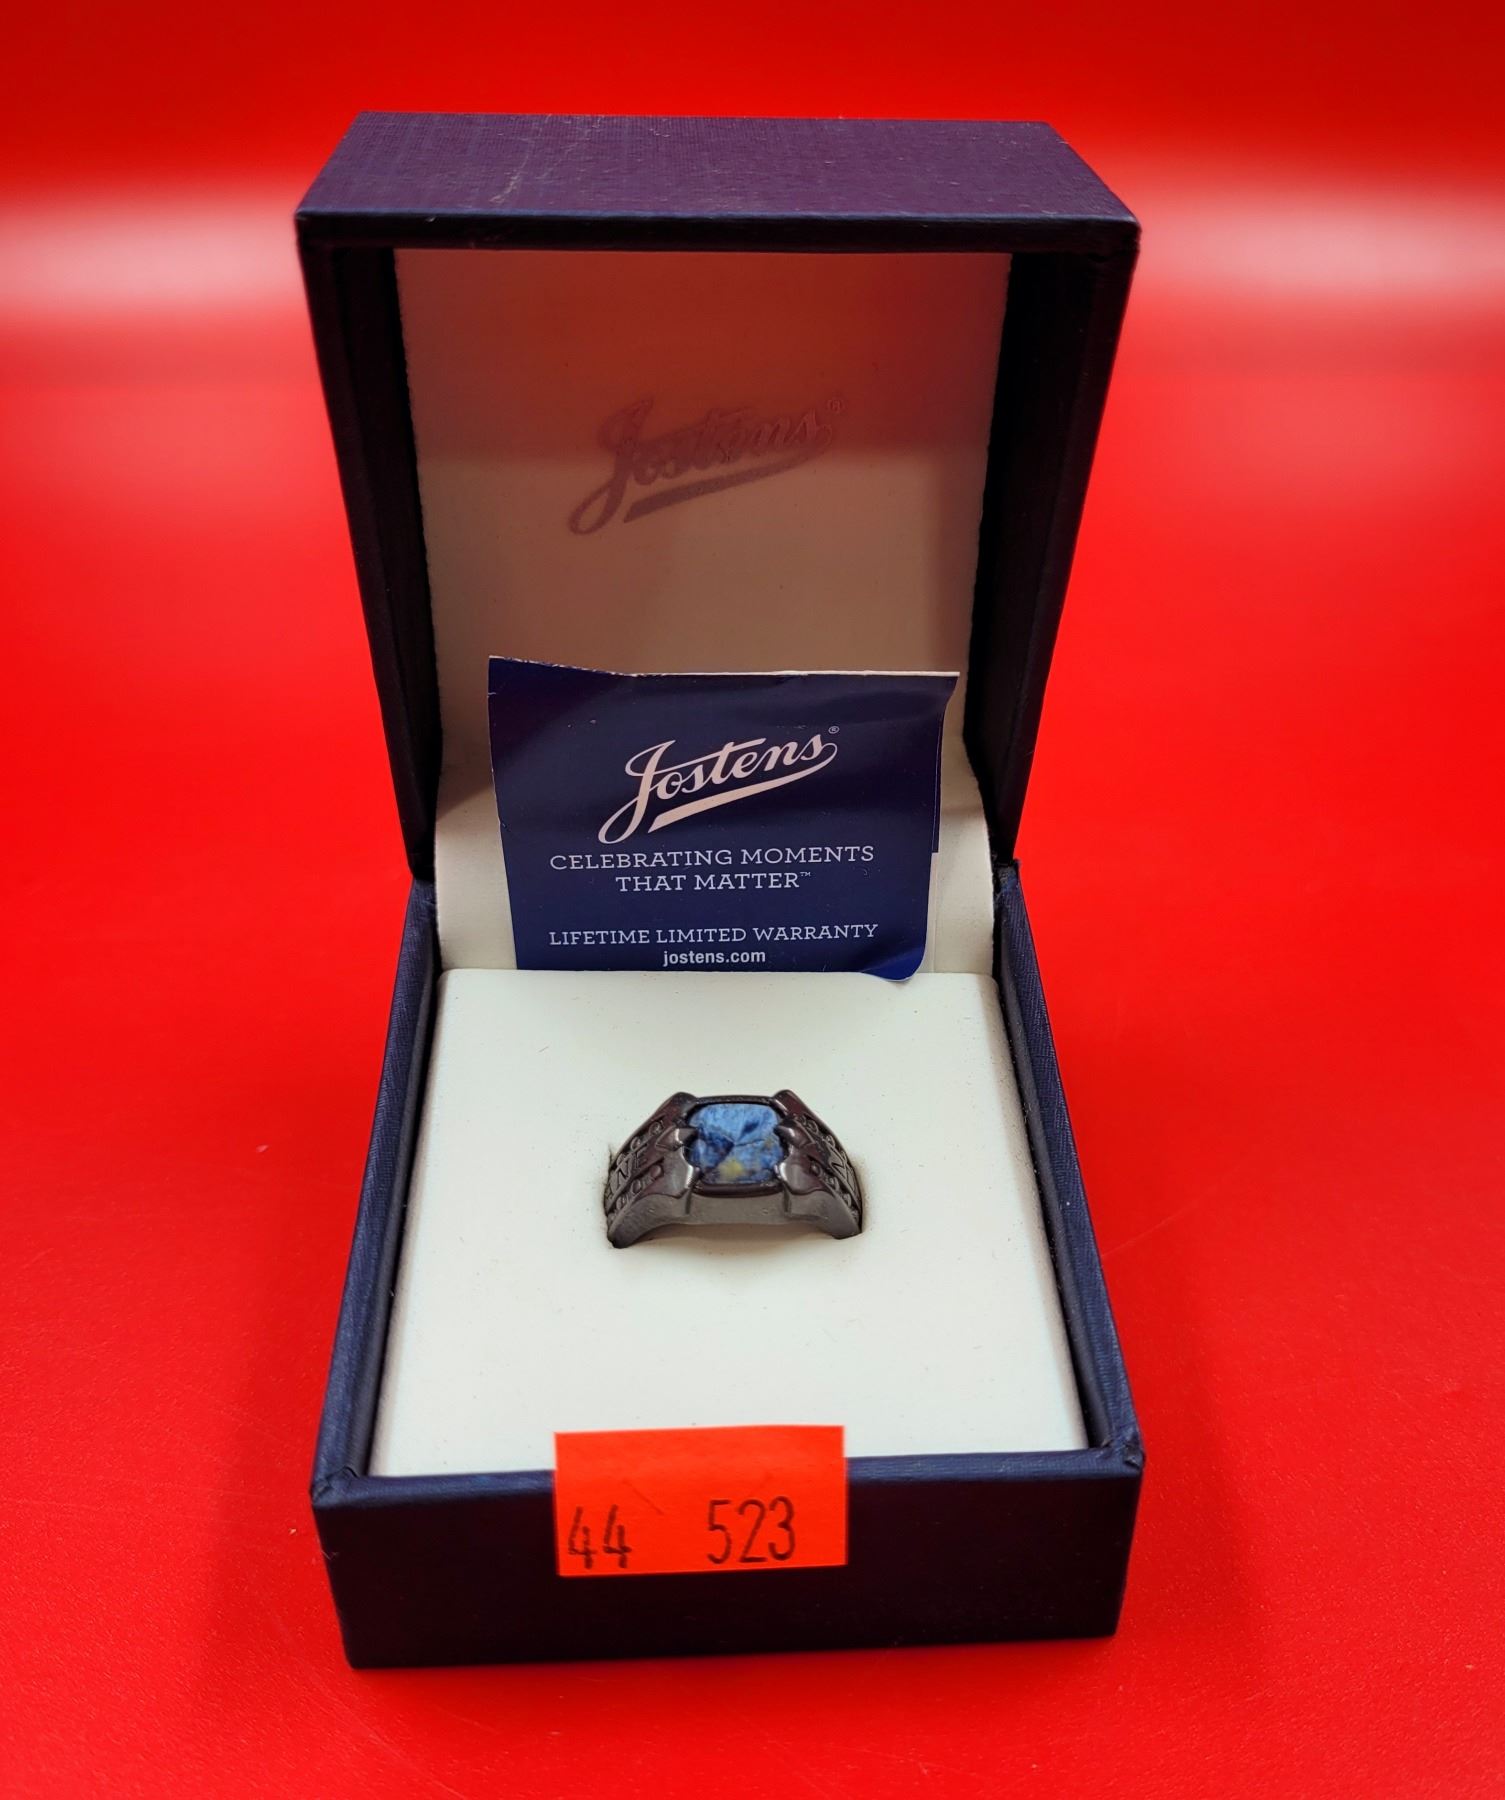 Jostens®
Jostens®
CELEBRATING MOMENTS
THAT MATTER™
LIFETIME LIMITED WARRANTY
jostens.com
44 523